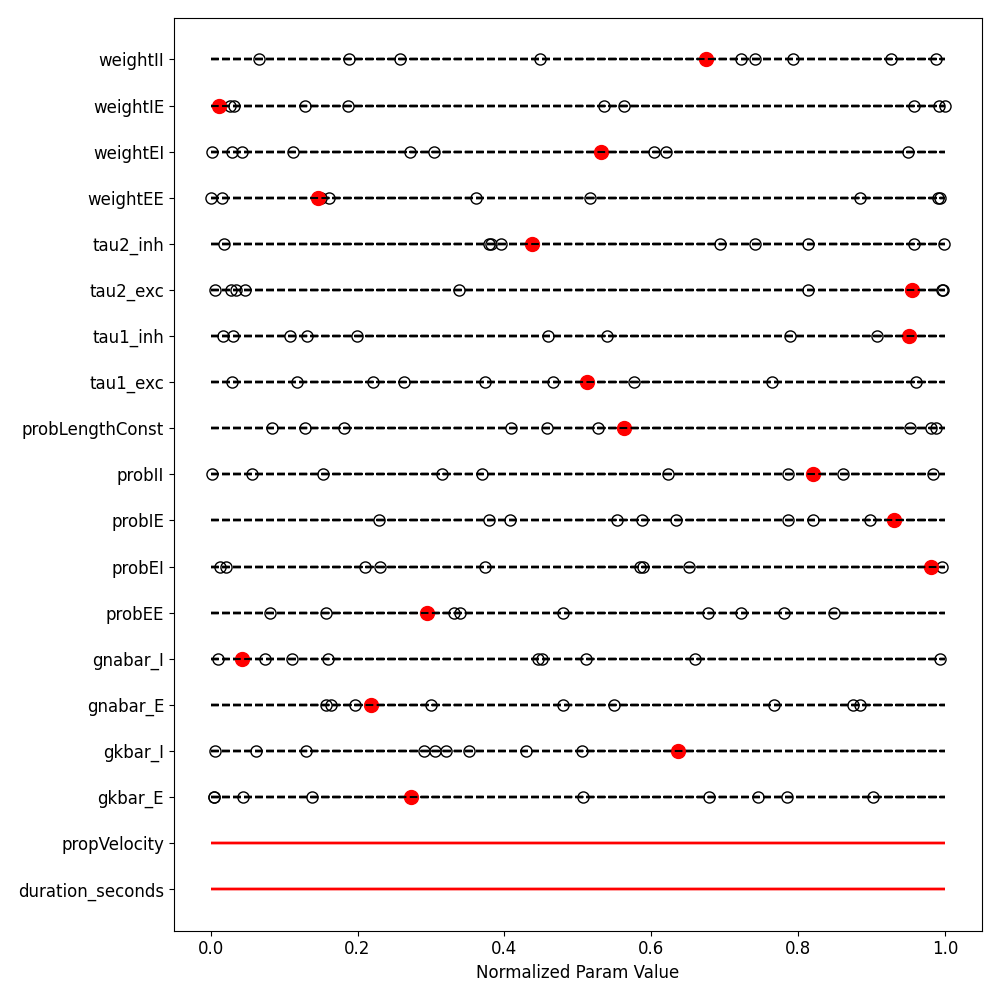 weightII
weightIE
weightEI
weightEE
tau2_inh
tau2_exc
tau1_inh
tau1_exc
probLengthConst
probII
probIE
probEI
probEE
gnabar_I
gnabar_E
gkbar_I
gkbar_E
propVelocity
duration_seconds
0.0 0.2 0.4 0.6 0.8 1.0
Normalized Param Value